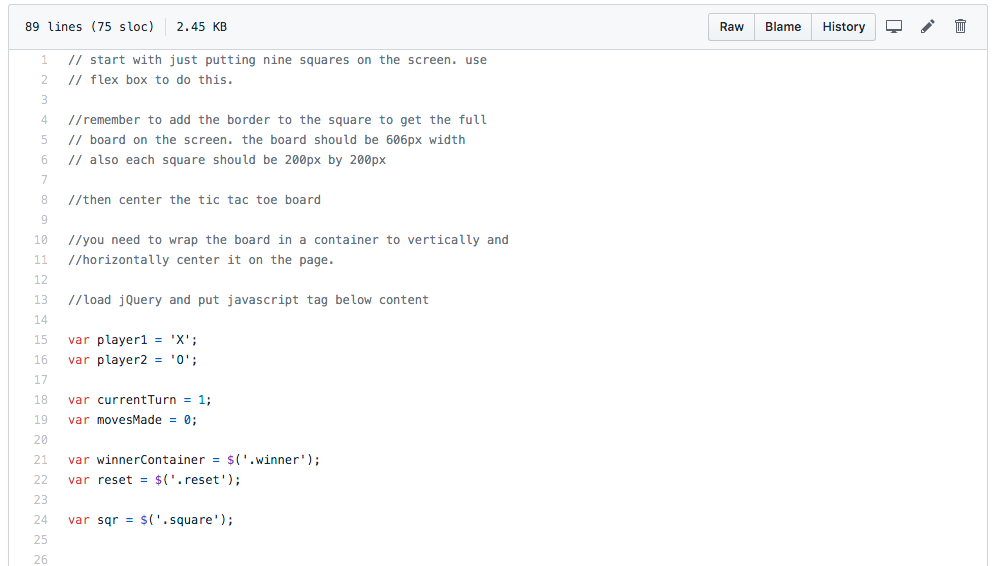 89 lines (75 sloc) 2.45 KB Raw Blame History
1 // start with just putting nine squares on the screen. use
2 // flex box to do this.
3
4 //remember to add the border to the square to get the full
5 // board on the screen. the board should be 606px width
6 // also each square should be 200px by 200px
7
8 //then center the tic tac toe board
9
10 //you need to wrap the board in a container to vertically and
11 //horizontally center it on the page.
12
13 //load jQuery and put javascript tag below content
14
15 var player1 = 'X';
16 var player2 = 'O';
17
18 var currentTurn = 1;
19 var movesMade = 0;
20
21 var winnerContainer = $('.winner');
22 var reset = $('.reset');
23
24 var sqr = $('.square');
25
26